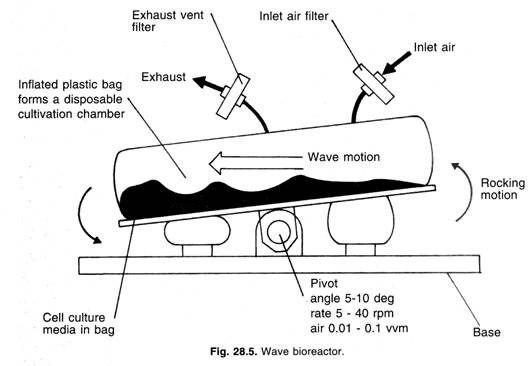 Exhaust vent
filter
Inlet air filter
Inlet air
Exhaust
Inflated plastic bag
forms a disposable
cultivation chamber
Wave motion
Rocking
motion
Cell culture
media in bag
Pivot
angle 5-10 deg
rate 5 - 40 rpm
air 0.01 - 0.1 vvm
Base
Fig. 28.5. Wave bioreactor.